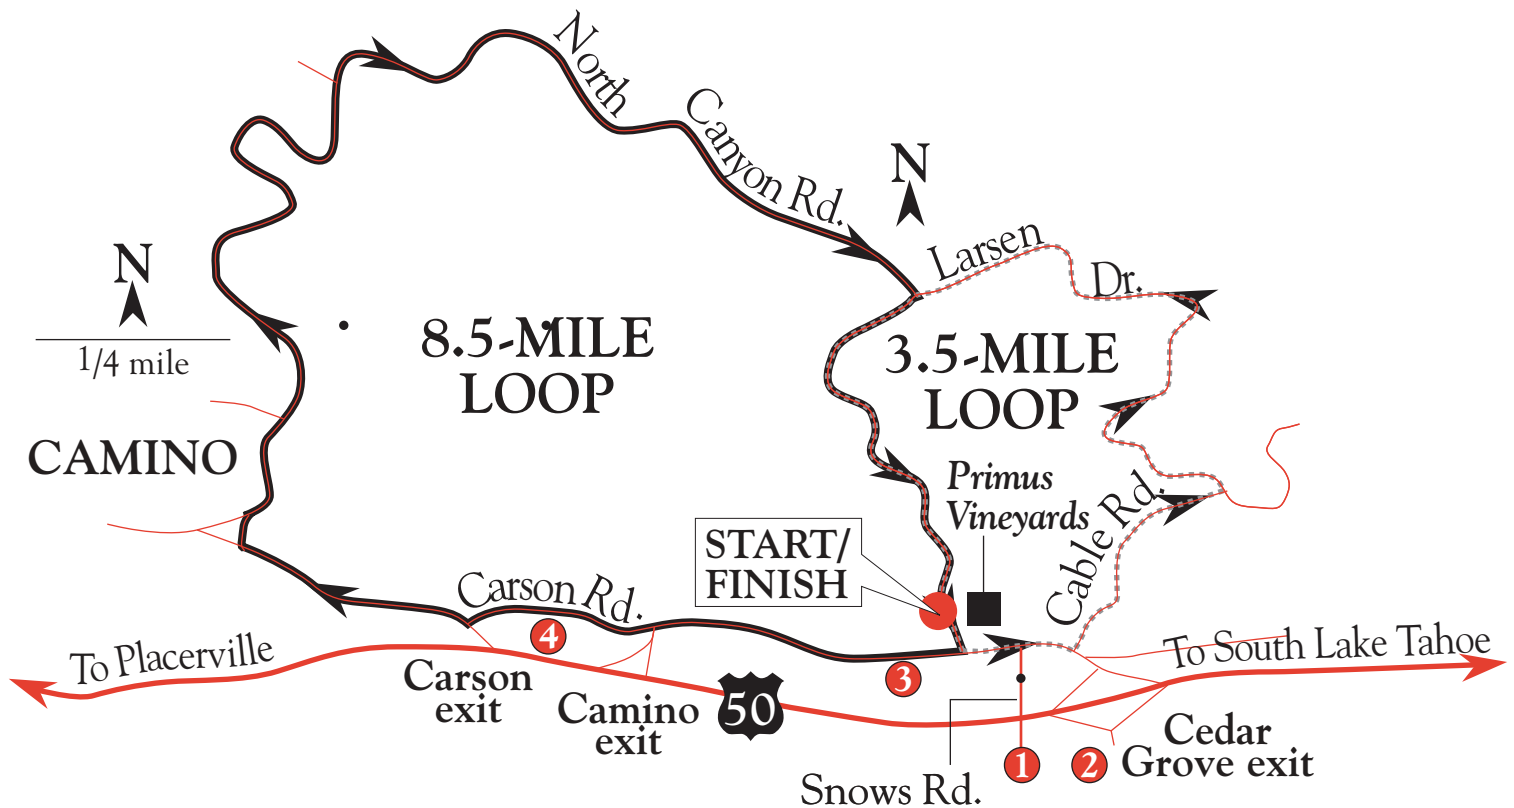 North
Canyon Rd.
N
Larsen
Dr.
N
1/4 mile
8.5-MILE
LOOP
3.5-MILE
LOOP
CAMINO
Primus
Vineyards
Cable Rd.
START/
FINISH
Carson Rd.
4
To Placerville
To South Lake Tahoe
Carson
exit
3
Camino
exit
50
Cedar
Grove exit
1
2
Snows Rd.